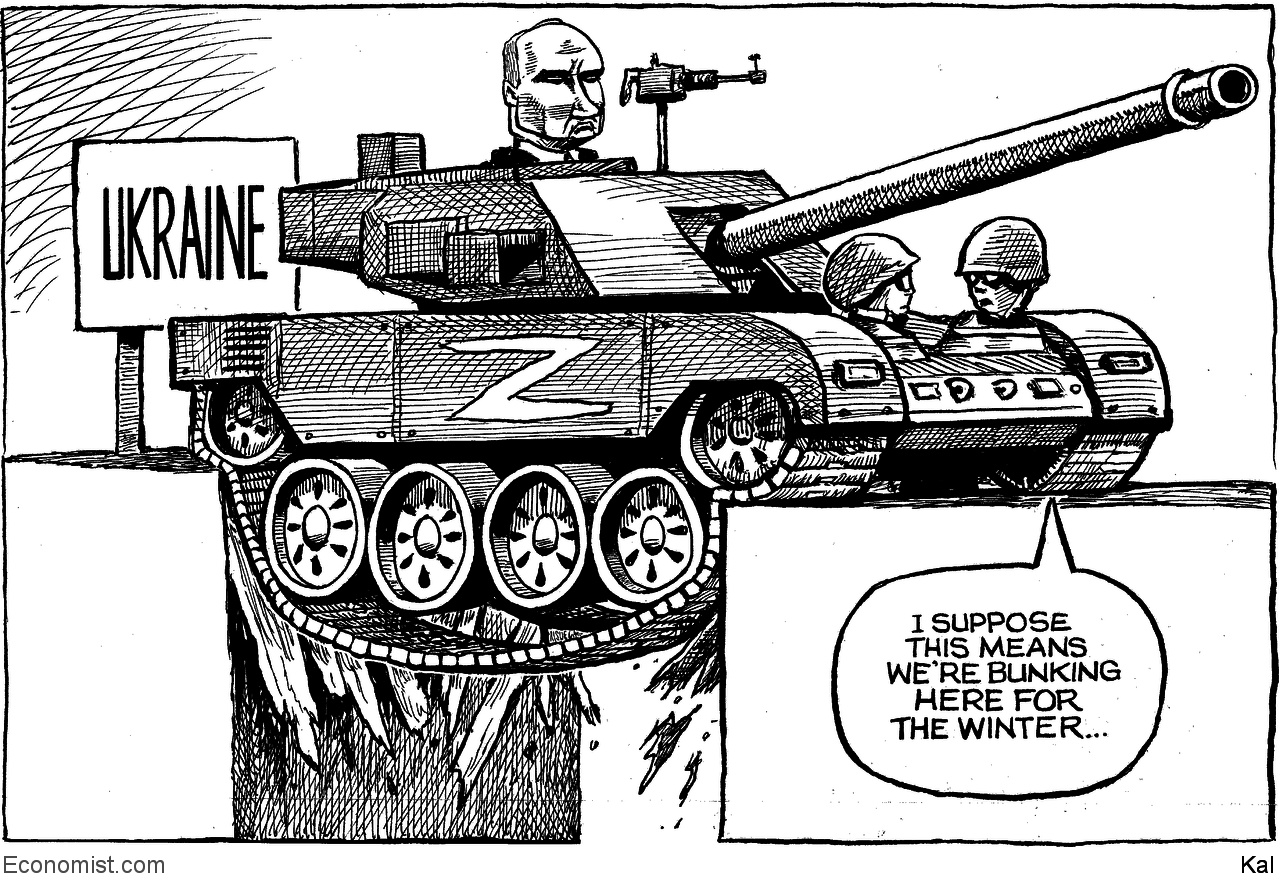 UKRAINE
Z
I SUPPOSE
THIS MEANS
WE'RE BUNKING
HERE FOR
THE WINTER...
Economist.com
Kal